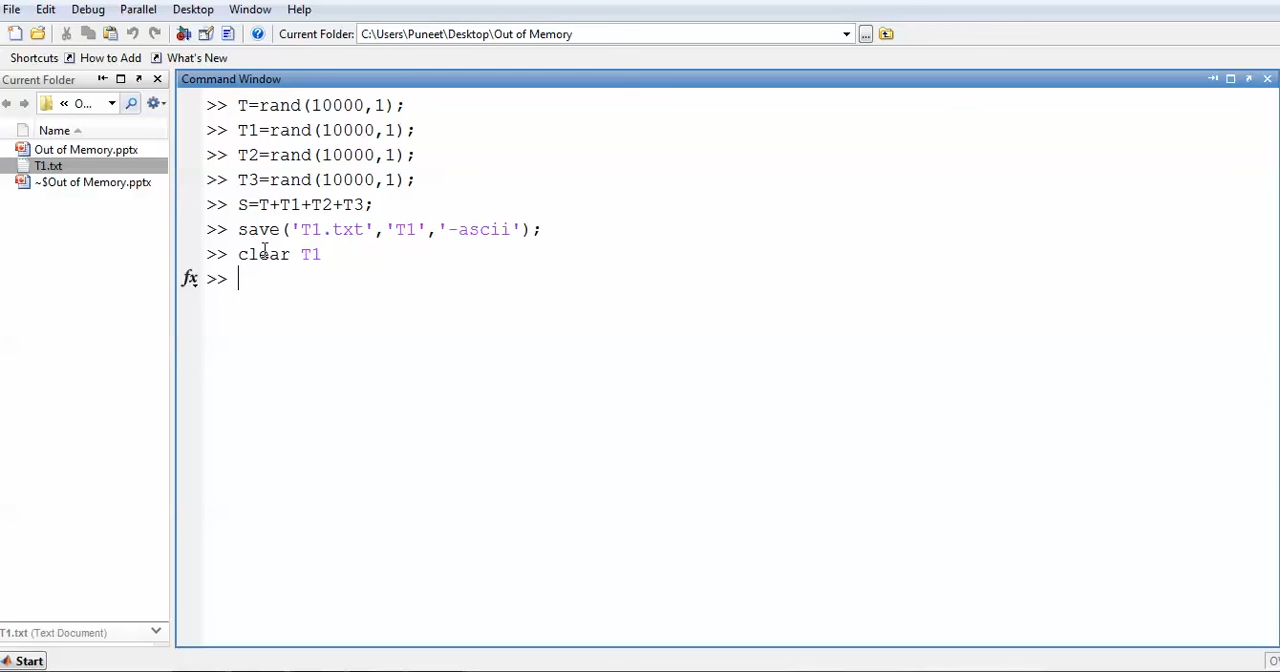 File Edit Debug Parallel Desktop Window Help
Current Folder: C:\Users\Puneet\Desktop\Out of Memory
Shortcuts How to Add What's New
Current Folder
« O...
Name
Out of Memory.pptx
T1.txt
~$Out of Memory.pptx
T1.txt (Text Document)
Command Window
>> T=rand(10000,1);
>> T1=rand(10000,1);
>> T2=rand(10000,1);
>> T3=rand(10000,1);
>> S=T+T1+T2+T3;
>> save('T1.txt','T1','-ascii');
>> clear T1
fx >>
Start